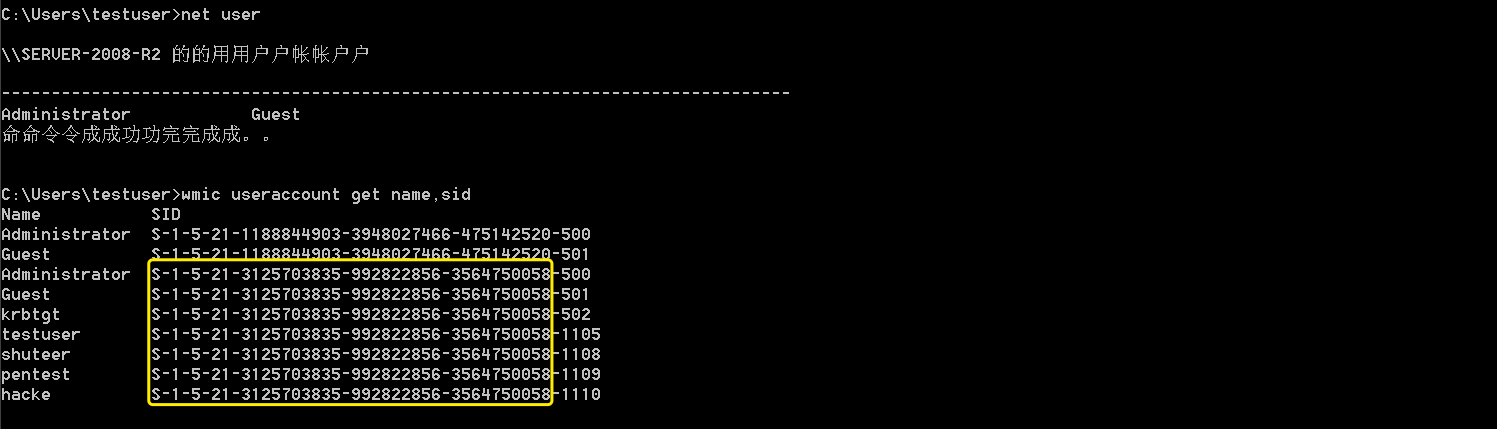 C:\Users\testuser>net user
\\SERVER-2008-R2 的的用用户户帐帐户户
-------------------------------------------------------------------------------
Administrator            Guest
命命令令成成功功完完成成。。
C:\Users\testuser>wmic useraccount get name,sid
Name           SID
Administrator  S-1-5-21-1188844903-3948027466-475142520-500
Guest          S-1-5-21-1188844903-3948027466-475142520-501
Administrator  S-1-5-21-3125703835-992822856-3564750058-500
Guest          S-1-5-21-3125703835-992822856-3564750058-501
krbtgt         S-1-5-21-3125703835-992822856-3564750058-502
testuser       S-1-5-21-3125703835-992822856-3564750058-1105
shuteer        S-1-5-21-3125703835-992822856-3564750058-1108
pentest        S-1-5-21-3125703835-992822856-3564750058-1109
hacke          S-1-5-21-3125703835-992822856-3564750058-1110